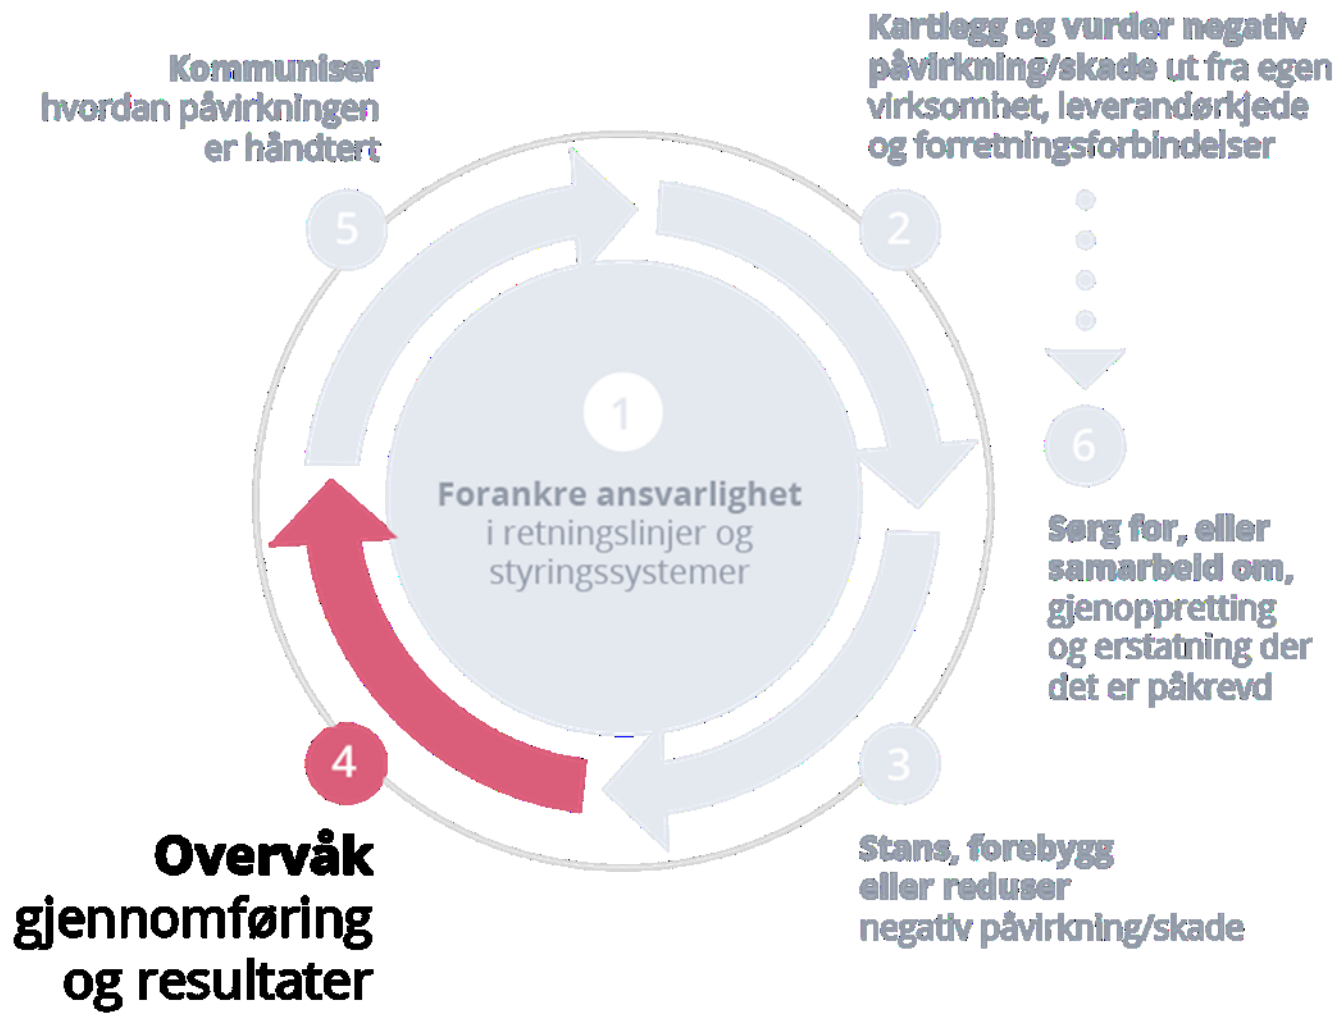 Kommuniser
hvordan påvirkningen
er håndtert
5
Kartlegg og vurder negativ
påvirkning/skade ut fra egen
virksomhet, leverandørkjede
og forretningsforbindelser
2
1
Forankre ansvarlighet
i retningslinjer og
styringssystemer
6
Sørg for, eller
samarbeid om,
gjenoppretting
og erstatning der
det er påkrevd
4
Overvåk
gjennomføring
og resultater
3
Stans, forebygg
eller reduser
negativ påvirkning/skade